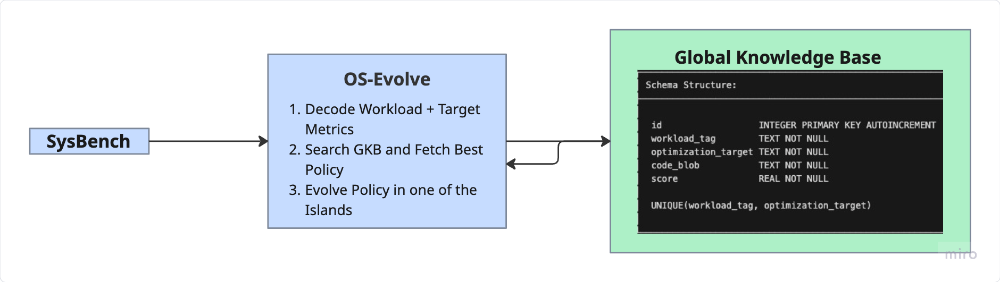 SysBench
OS-Evolve
1. Decode Workload + Target
Metrics
2. Search GKB and Fetch Best
Policy
3. Evolve Policy in one of the
Islands
Global Knowledge Base
Schema Structure:
id INTEGER PRIMARY KEY AUTOINCREMENT
workload_tag TEXT NOT NULL
optimization_target TEXT NOT NULL
code_blob TEXT NOT NULL
score REAL NOT NULL
UNIQUE(workload_tag, optimization_target)
miro